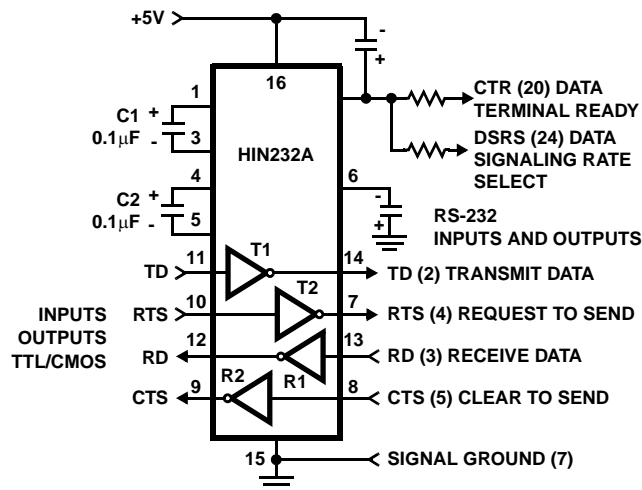 +5V
-
+
16
1
CTR (20) DATA
TERMINAL READY
C1
+
0.1μF
-
3
HIN232A
DSRS (24) DATA
SIGNALING RATE
SELECT
4
6
C2
+
0.1μF
-
5
-
+
RS-232
INPUTS AND OUTPUTS
11
T1
14
TD
TD (2) TRANSMIT DATA
10
T2
7
INPUTS
OUTPUTS
TTL/CMOS
RTS
RTS (4) REQUEST TO SEND
12
13
RD
R1
RD (3) RECEIVE DATA
9
R2
8
CTS
CTS (5) CLEAR TO SEND
15
SIGNAL GROUND (7)